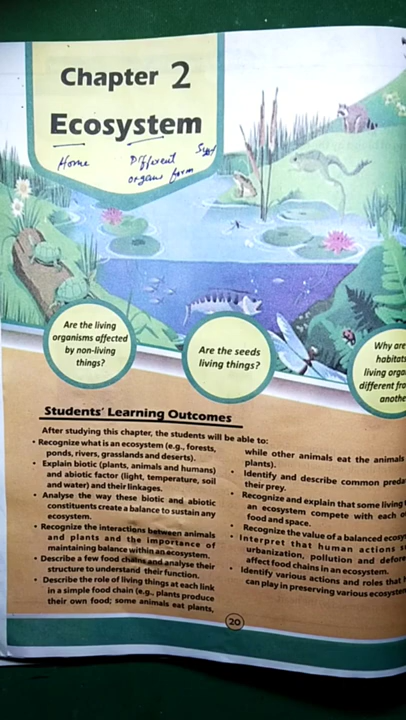 Chapter 2
Ecosystem
Home Different
organs form
Are the living
organisms affected
by non-living
things?
Are the seeds
living things?
Why are
habitat
living orga
different fro
anothe
Students' Learning Outcomes
After studying this chapter, the students will be able to:
• Recognize what is an ecosystem (e.g., forests,
ponds, rivers, grasslands and deserts).
• Explain biotic (plants, animals and humans)
and abiotic factor (light, temperature, soil
and water) and their linkages.
• Analyse the way these biotic and abiotic
constituents create a balance to sustain any
ecosystem.
• Recognize the interactions between animals
and plants and the importance of
maintaining balance within an ecosystem.
• Describe a few food chains and analyse their
structure to understand their function.
• Describe the role of living things at each link
in a simple food chain (e.g., plants produce
their own food; some animals eat plants,
while other animals eat the animals
plants).
• Identify and describe common preda
their prey.
• Recognize and explain that some living
an ecosystem compete with each o
food and space.
• Recognize the value of a balanced ecosy
• Interpret that human actions s
urbanization, pollution and defore
affect food chains in an ecosystem.
• Identify various actions and roles that
can play in preserving various ecosystem
20